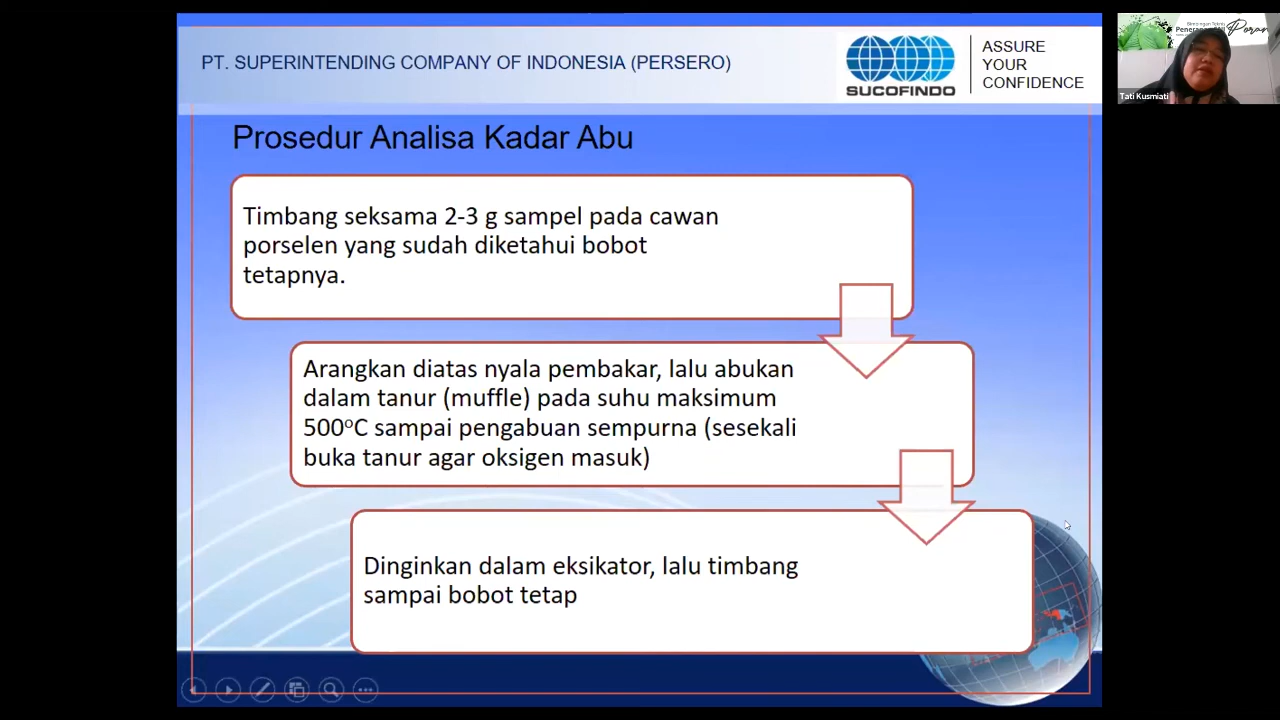 PT. SUPERINTENDING COMPANY OF INDONESIA (PERSERO)
SUCOFINDO
ASSURE
YOUR
CONFIDENCE
Prosedur Analisa Kadar Abu
Timbang seksama 2-3 g sampel pada cawan
porselen yang sudah diketahui bobot
tetapnya.
Arangkan diatas nyala pembakar, lalu abukan
dalam tanur (muffle) pada suhu maksimum
500°C sampai pengabuan sempurna (sesekali
buka tanur agar oksigen masuk)
Dinginkan dalam eksikator, lalu timbang
sampai bobot tetap
Bimbingan Teknis
Tati Kusmiati